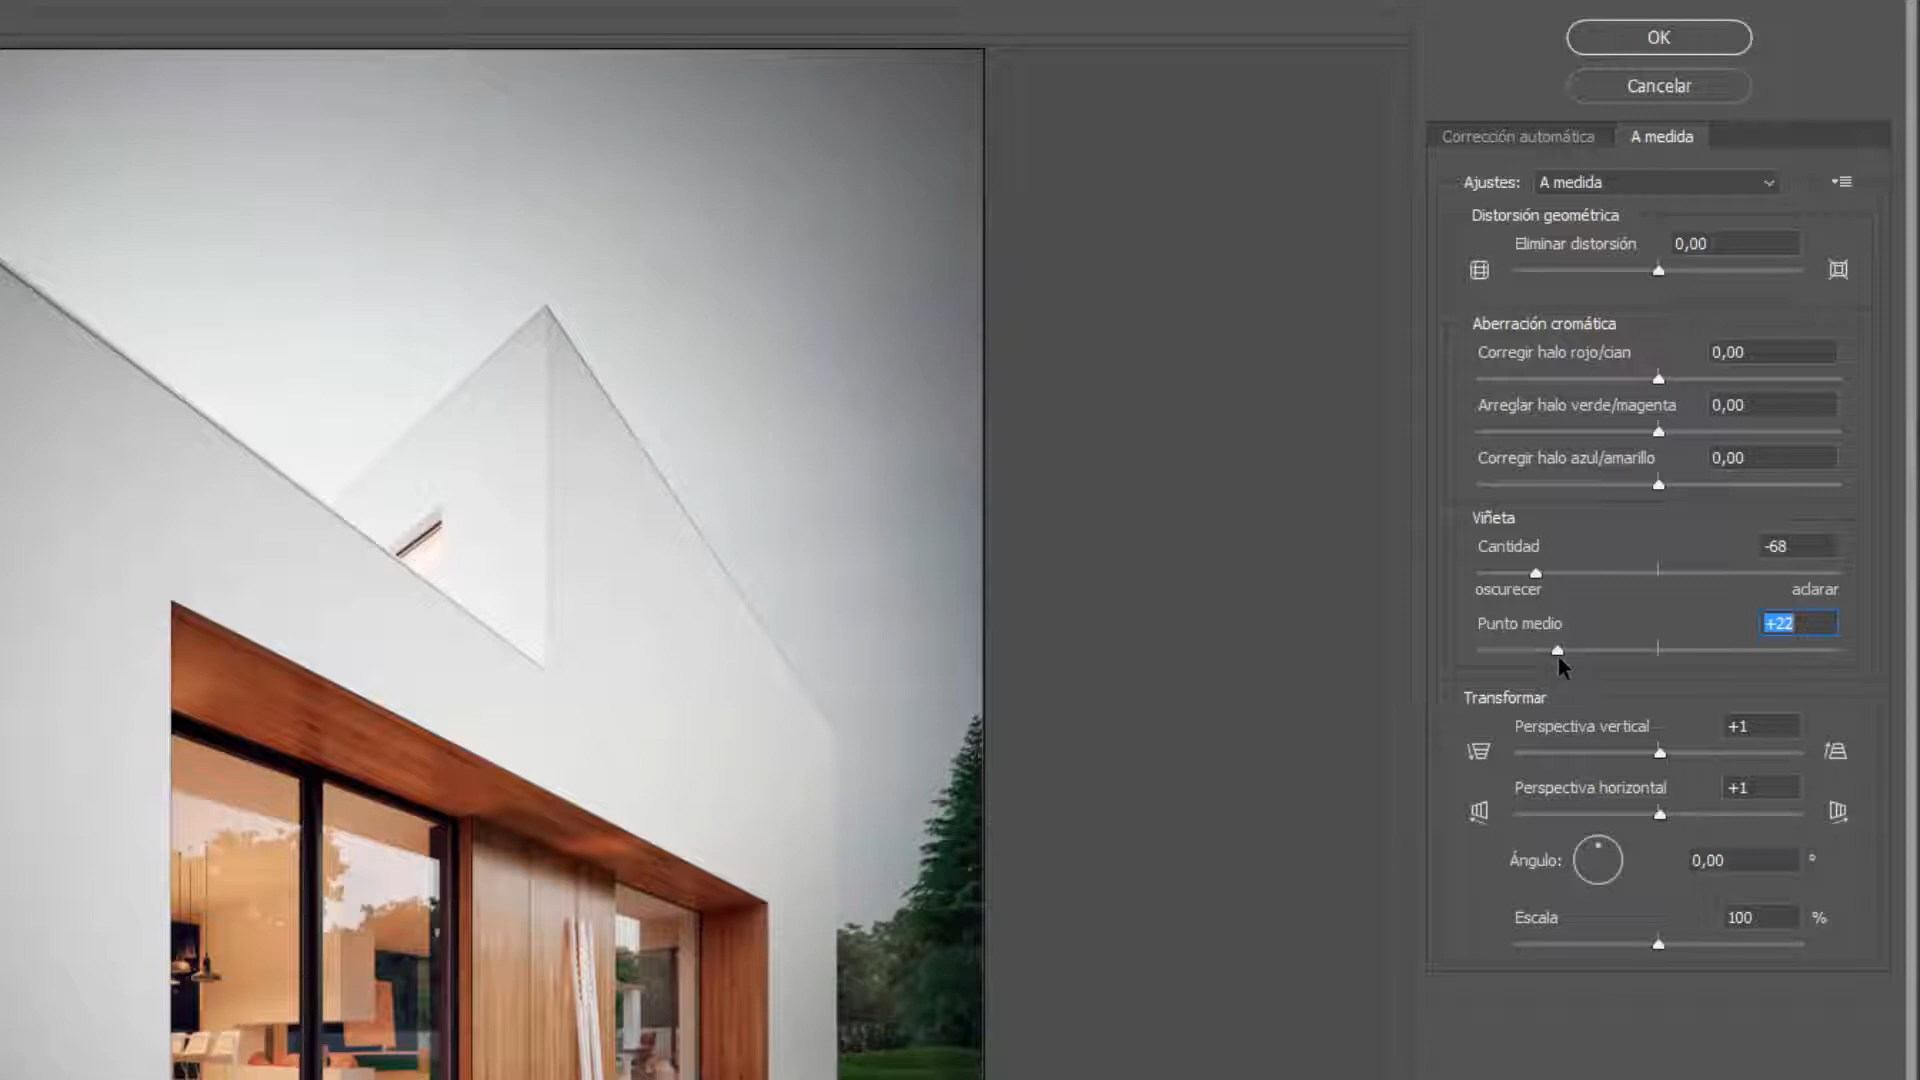 OK
Cancelar
Corrección automática
A medida
Ajustes: A medida
Distorsión geométrica
Eliminar distorsión 0,00
Aberración cromática
Corregir halo rojo/cian 0,00
Arreglar halo verde/magenta 0,00
Corregir halo azul/amarillo 0,00
Viñeta
Cantidad -68
oscurecer aclarar
Punto medio +22
Transformar
Perspectiva vertical +1
Perspectiva horizontal +1
Ángulo: 0,00 °
Escala 100 %